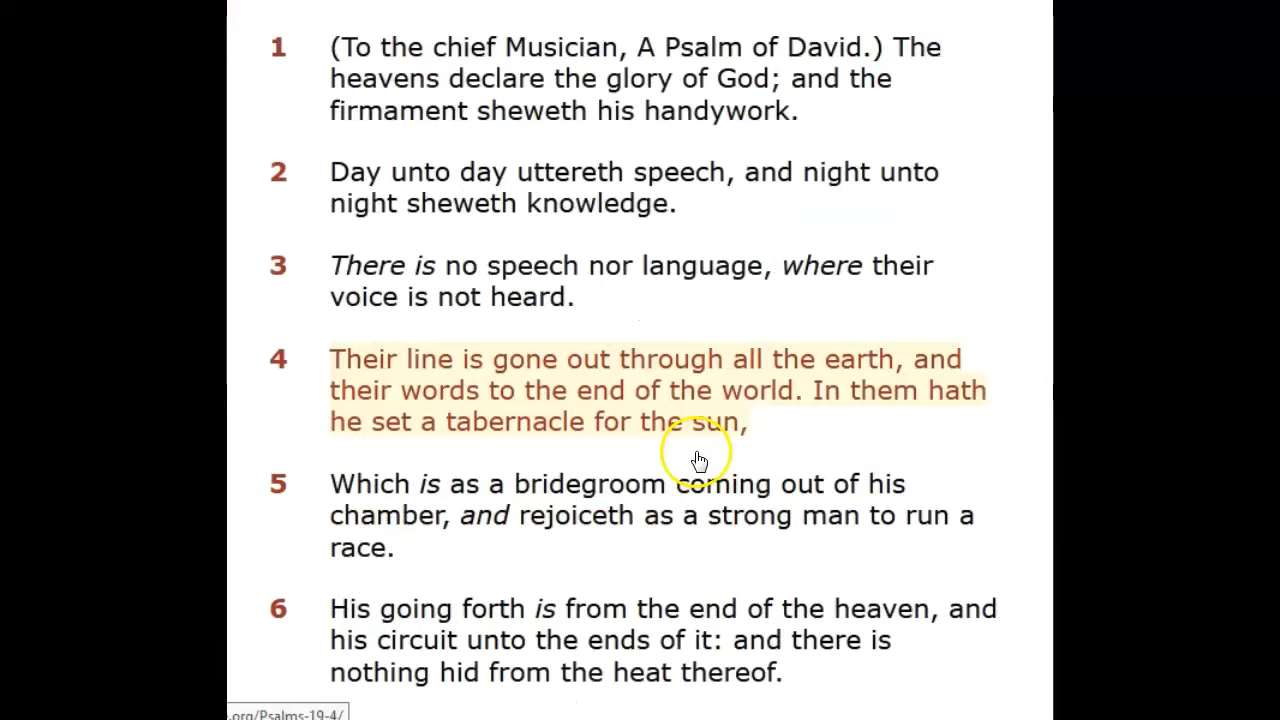 1 (To the chief Musician, A Psalm of David.) The
heavens declare the glory of God; and the
firmament sheweth his handywork.
2 Day unto day uttereth speech, and night unto
night sheweth knowledge.
3 There is no speech nor language, where their
voice is not heard.
4 Their line is gone out through all the earth, and
their words to the end of the world. In them hath
he set a tabernacle for the sun,
5 Which is as a bridegroom coming out of his
chamber, and rejoiceth as a strong man to run a
race.
6 His going forth is from the end of the heaven, and
his circuit unto the ends of it: and there is
nothing hid from the heat thereof.
.org/Psalms-19-4/